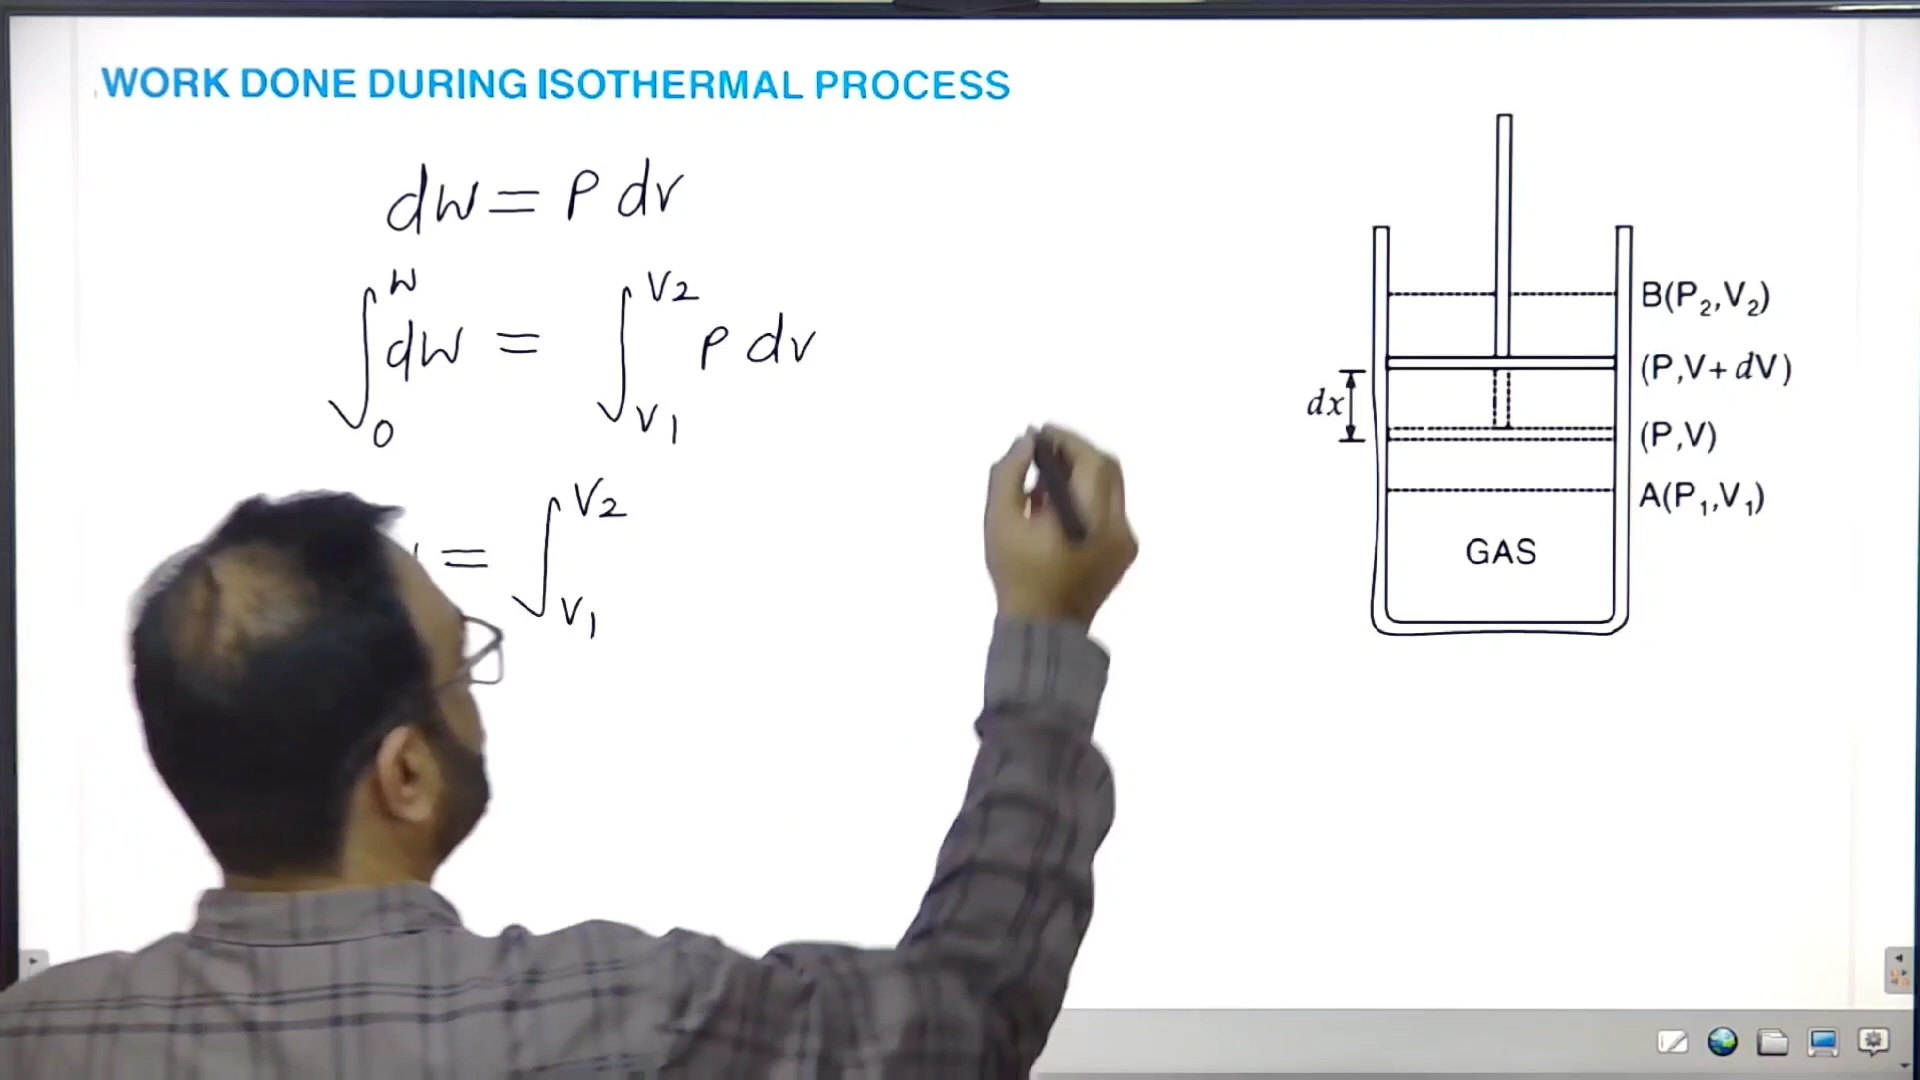 WORK DONE DURING ISOTHERMAL PROCESS
dw = P dv
∫₀ᵂ dw = ∫ᵥ₁ⱽ² P dv
= ∫ᵥ₁ⱽ²
B(P₂,V₂)
(P,V+ dV)
dx
(P,V)
A(P₁,V₁)
GAS